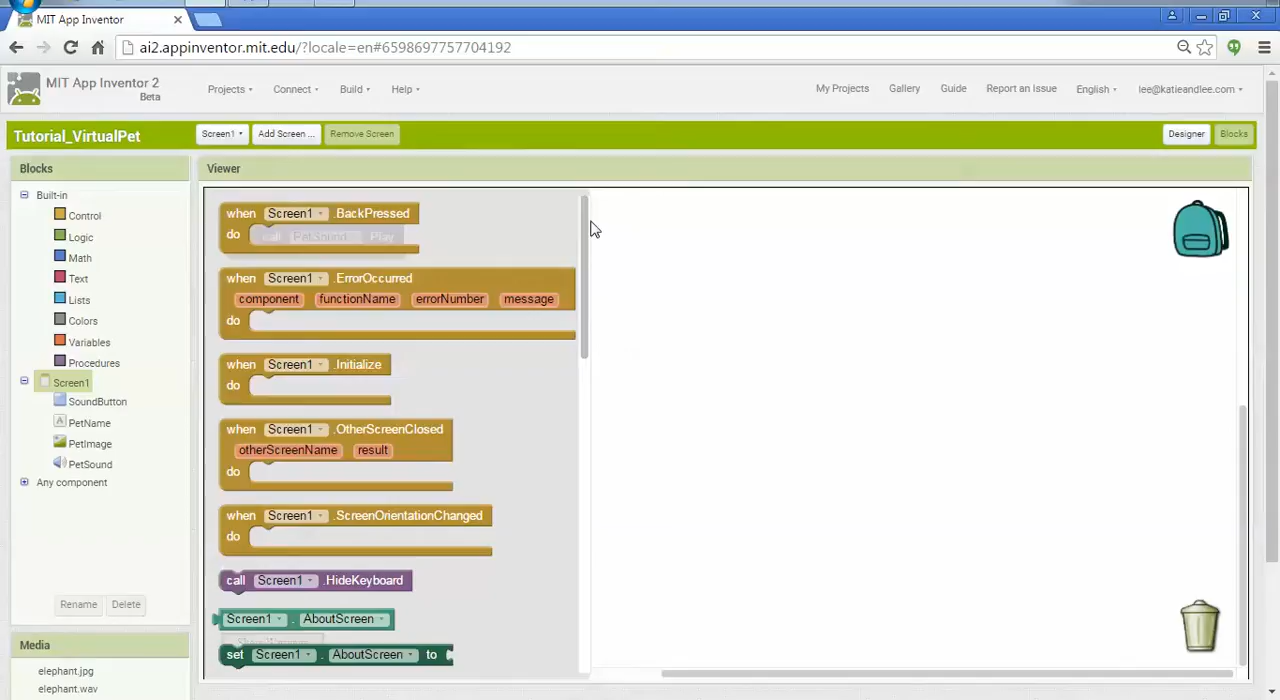 MIT App Inventor
ai2.appinventor.mit.edu/?locale=en#6598697757704192
MIT App Inventor 2
Beta
Projects Connect Build Help My Projects Gallery Guide Report an Issue English lee@katieandlee.com
Tutorial_VirtualPet Screen1 Add Screen ... Remove Screen Designer Blocks
Blocks
Viewer
Built-in
Control
Logic
Math
Text
Lists
Colors
Variables
Procedures
Screen1
SoundButton
PetName
PetImage
PetSound
Any component
Rename Delete
Media
elephant.jpg
elephant.wav
when Screen1 .BackPressed
do call PetSound .Play
when Screen1 .ErrorOccurred
component functionName errorNumber message
do
when Screen1 .Initialize
do
when Screen1 .OtherScreenClosed
otherScreenName result
do
when Screen1 .ScreenOrientationChanged
do
call Screen1 .HideKeyboard
Screen1 . AboutScreen
Show Warnings
set Screen1 . AboutScreen to